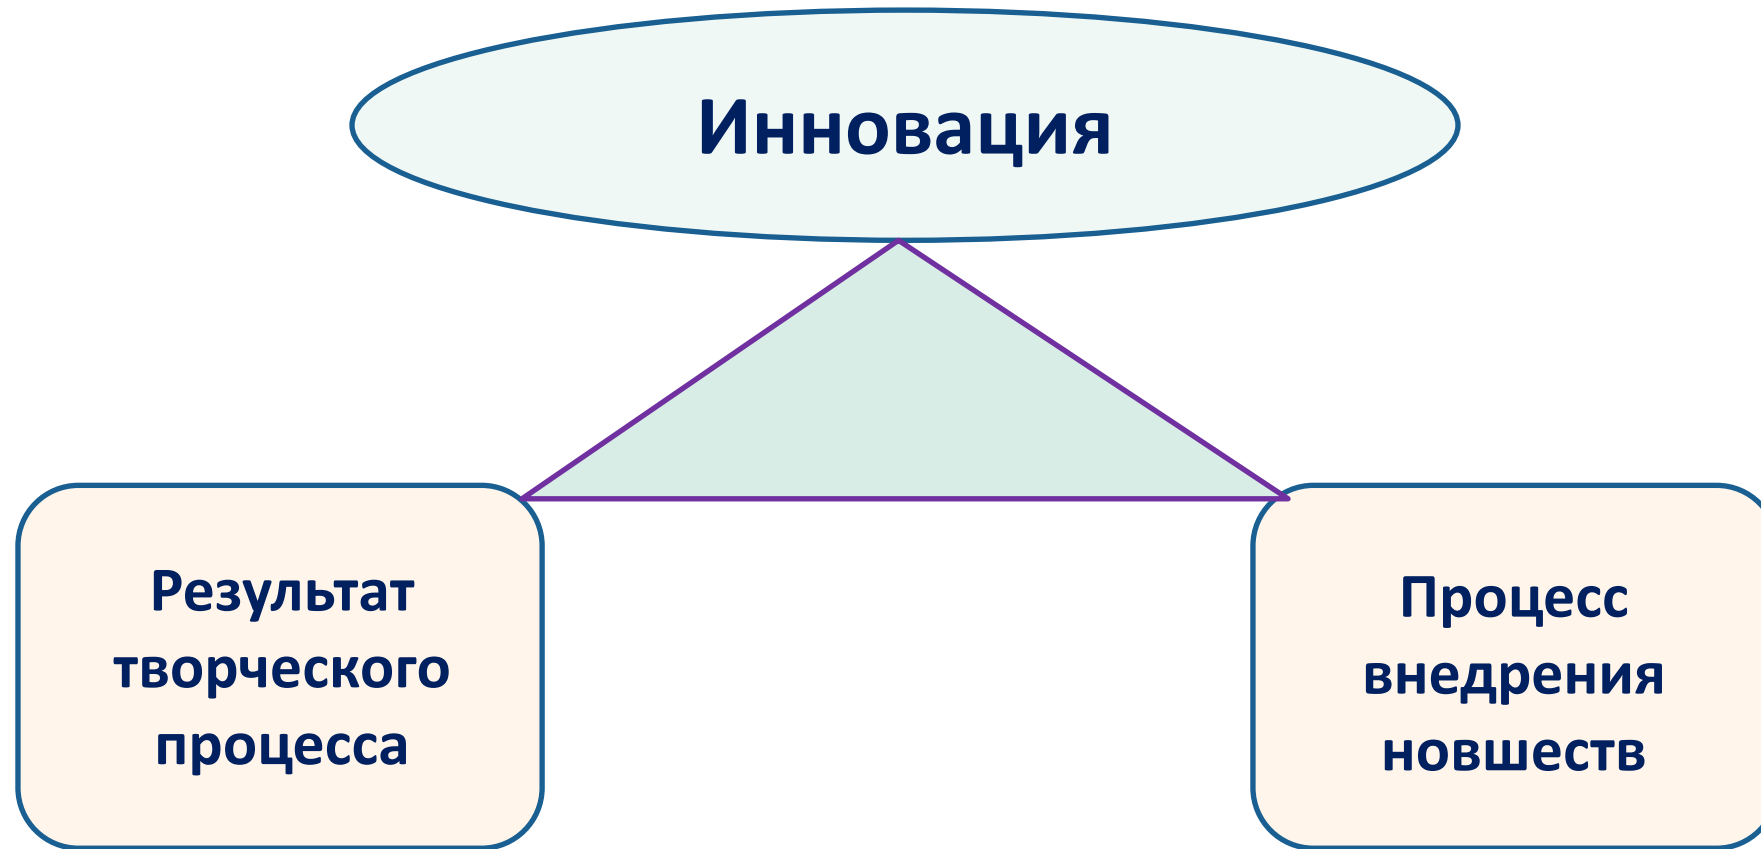 Инновация
Результат
творческого
процесса
Процесс
внедрения
новшеств